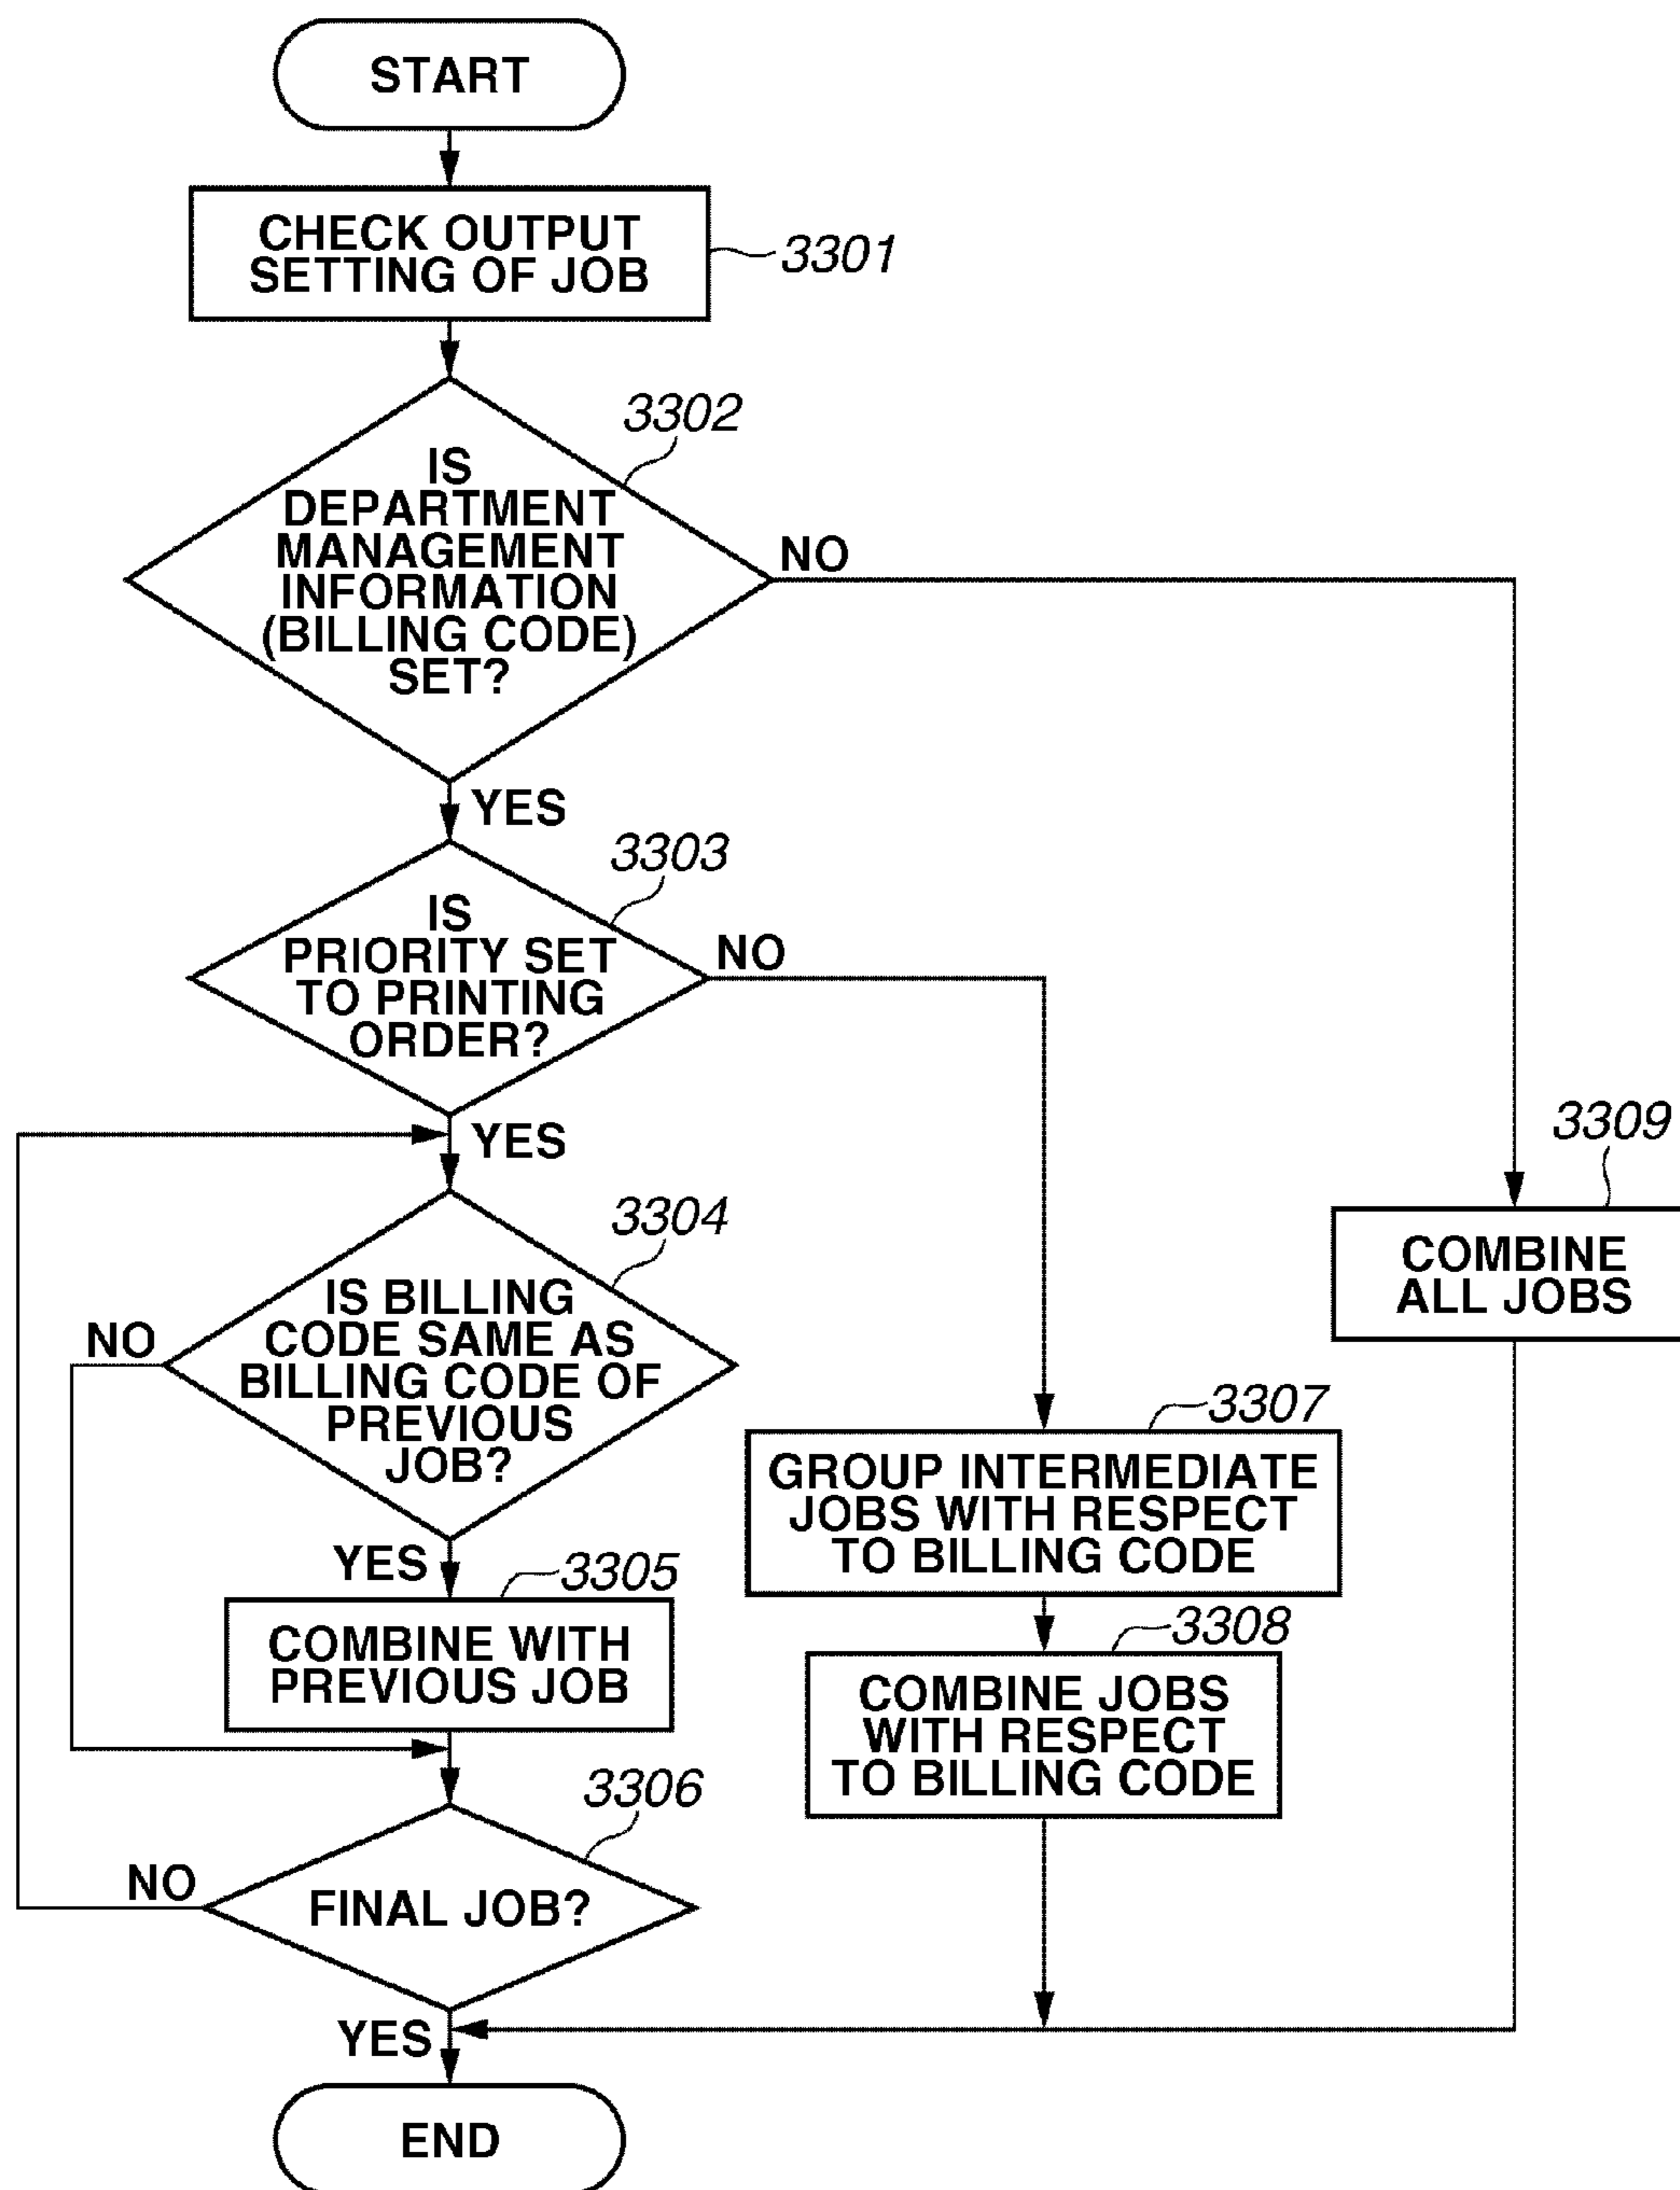 START
CHECK OUTPUT
SETTING OF JOB
3301
3302
IS
DEPARTMENT
MANAGEMENT
INFORMATION
(BILLING CODE)
SET?
NO
YES
3303
IS
PRIORITY SET
TO PRINTING
ORDER?
NO
YES
3304
IS BILLING
CODE SAME AS
BILLING CODE OF
PREVIOUS
JOB?
NO
YES
3305
COMBINE WITH
PREVIOUS JOB
3306
FINAL JOB?
NO
YES
3307
GROUP INTERMEDIATE
JOBS WITH RESPECT
TO BILLING CODE
3308
COMBINE JOBS
WITH RESPECT
TO BILLING CODE
3309
COMBINE
ALL JOBS
END